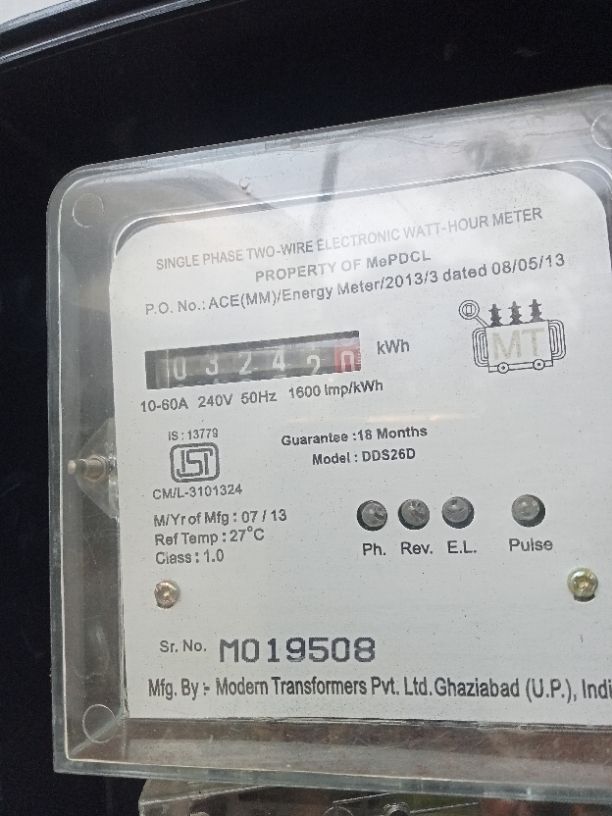 SINGLE PHASE TWO-WIRE ELECTRONIC WATT-HOUR METER
PROPERTY OF MePDCL
P.O. No.: ACE(MM)/Energy Meter/2013/3 dated 08/05/13
MT
03242 0 kWh
10-60A 240V 50Hz 1600 Imp/kWh
IS : 13779
ISI
CM/L-3101324
Guarantee :18 Months
Model : DDS26D
M/Yr of Mfg : 07 / 13
Ref Temp : 27°C
Class : 1.0
Ph. Rev. E.L. Pulse
Sr. No. M019508
Mfg. By :- Modern Transformers Pvt. Ltd.Ghaziabad (U.P.), Indi